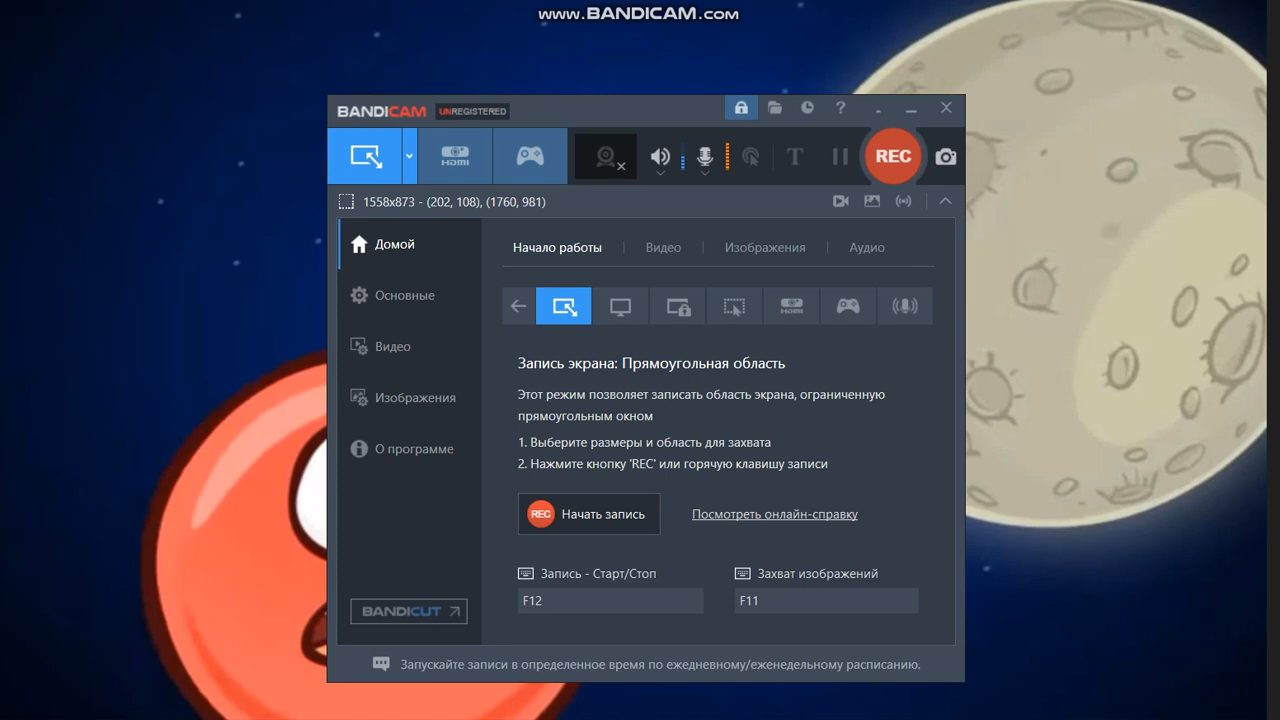 www.BANDICAM.com
BANDICAM UNREGISTERED
?
HDMI
T
REC
1558x873 - (202, 108), (1760, 981)
Домой
Основные
Видео
Изображения
О программе
BANDICUT
Начало работы
Видео
Изображения
Аудио
HDMI
Запись экрана: Прямоугольная область
Этот режим позволяет записать область экрана, ограниченную
прямоугольным окном
1. Выберите размеры и область для захвата
2. Нажмите кнопку 'REC' или горячую клавишу записи
REC Начать запись
Посмотреть онлайн-справку
Запись - Старт/Стоп
Захват изображений
F12
F11
Запускайте записи в определенное время по ежедневному/еженедельному расписанию.